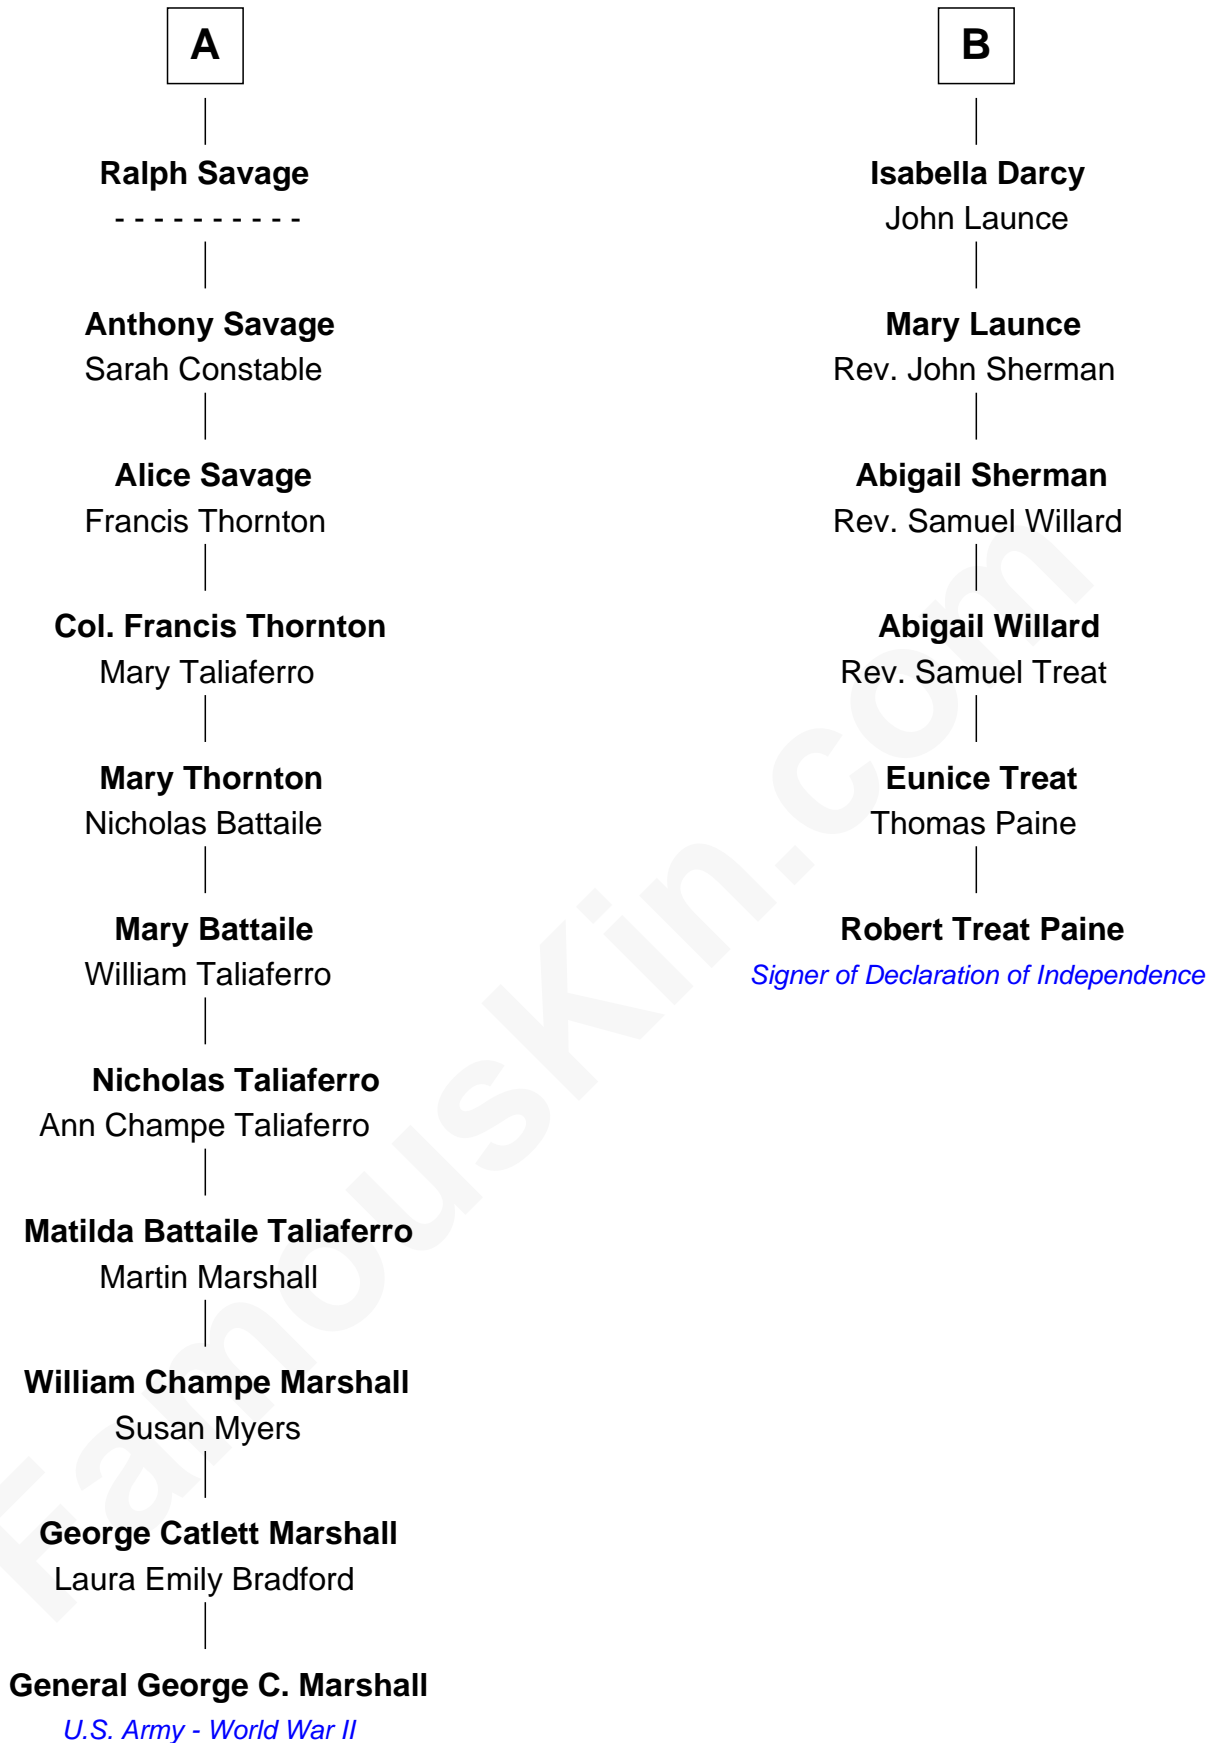 A
Ralph Savage
- - - - - - - - - -
Anthony Savage
Sarah Constable
Alice Savage
Francis Thornton
Col. Francis Thornton
Mary Taliaferro
Mary Thornton
Nicholas Battaile
Mary Battaile
William Taliaferro
Nicholas Taliaferro
Ann Champe Taliaferro
Matilda Battaile Taliaferro
Martin Marshall
William Champe Marshall
Susan Myers
George Catlett Marshall
Laura Emily Bradford
General George C. Marshall
U.S. Army - World War II
B
Isabella Darcy
John Launce
Mary Launce
Rev. John Sherman
Abigail Sherman
Rev. Samuel Willard
Abigail Willard
Rev. Samuel Treat
Eunice Treat
Thomas Paine
Robert Treat Paine
Signer of Declaration of Independence
FamousKin.com